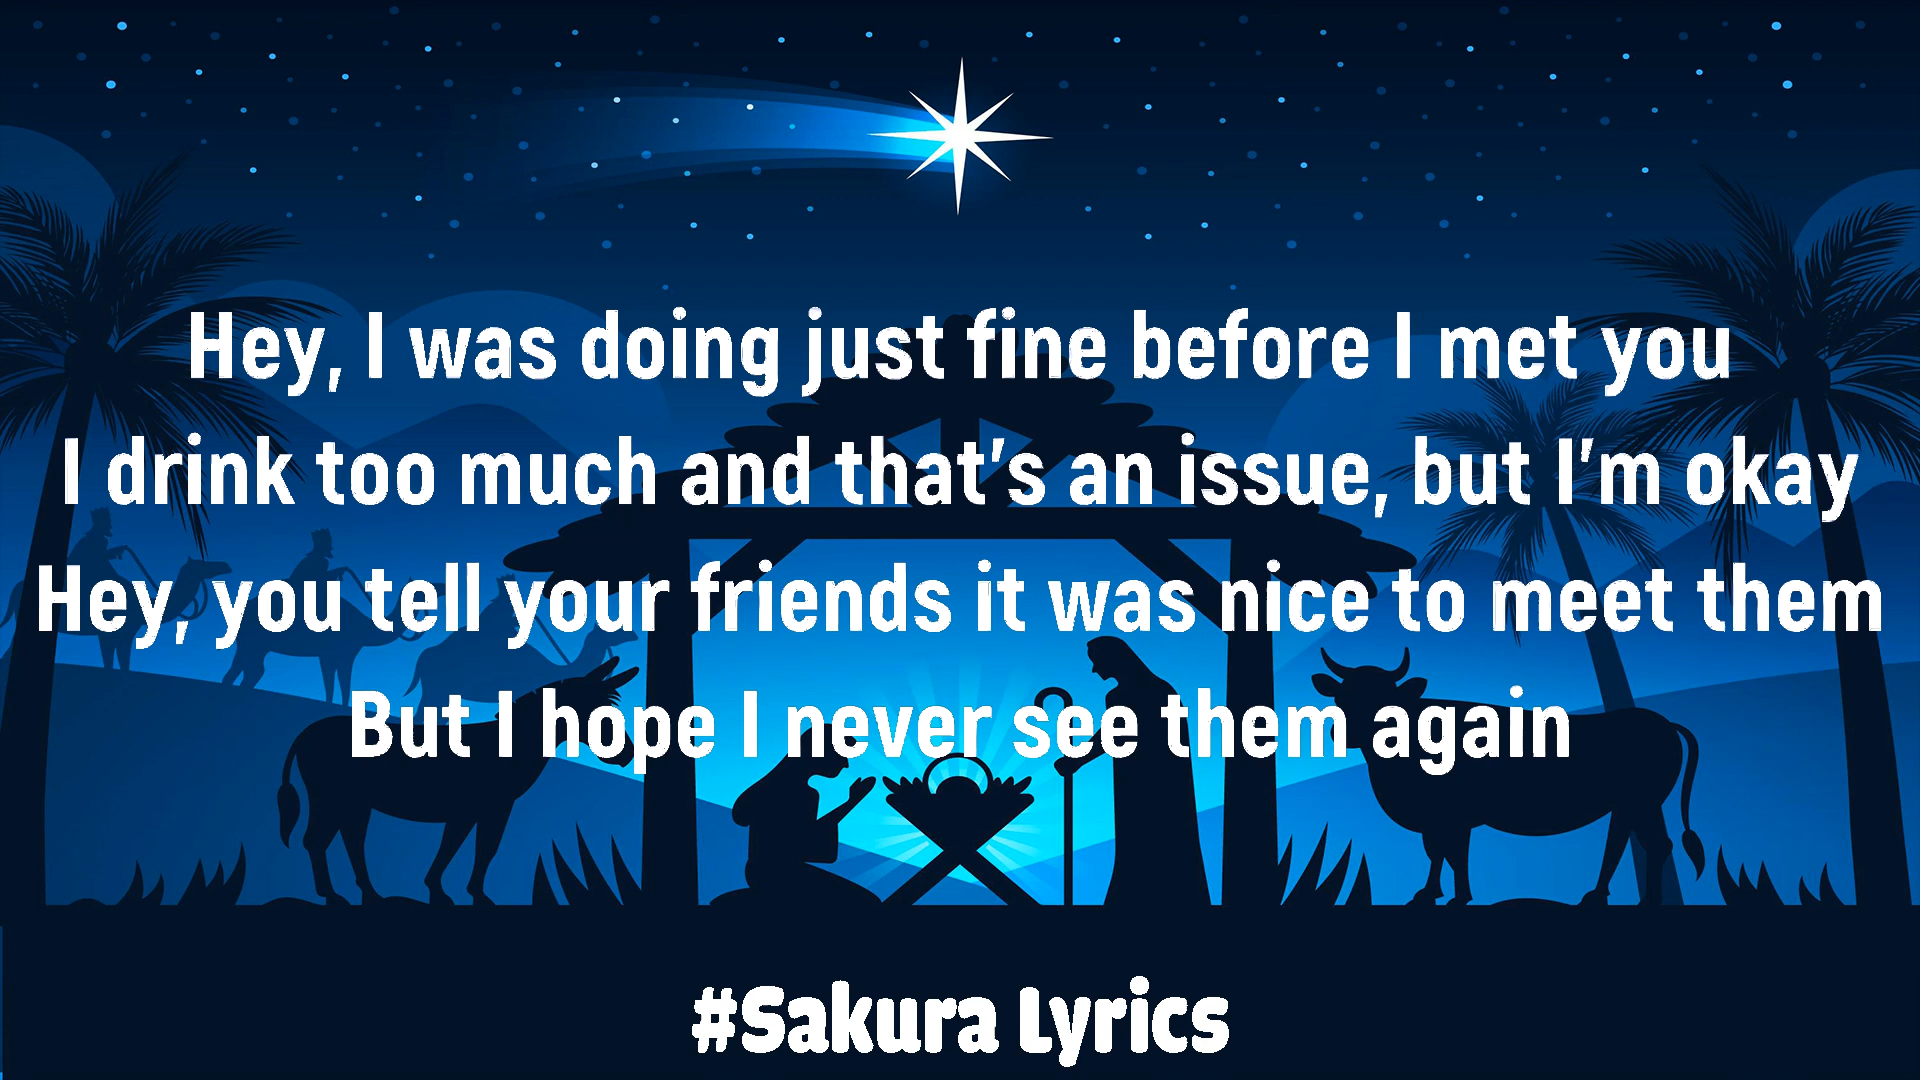 Hey, I was doing just fine before I met you
I drink too much and that's an issue, but I'm okay
Hey, you tell your friends it was nice to meet them
But I hope I never see them again
#Sakura Lyrics